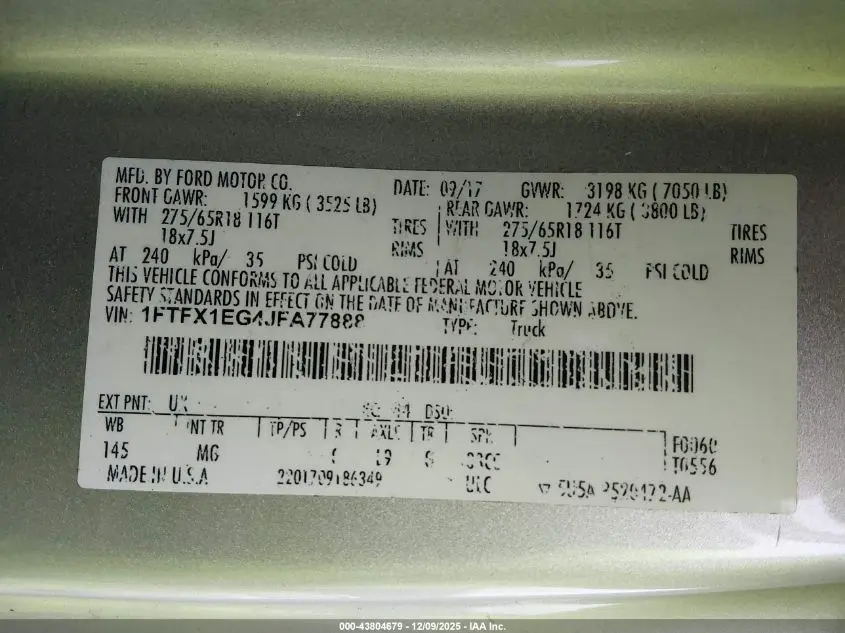 MFD. BY FORD MOTOR CO.
DATE: 09/17 GVWR: 3198 KG ( 7050 LB)
FRONT GAWR: 1599 KG ( 3525 LB) REAR GAWR: 1724 KG ( 3800 LB)
WITH 275/65R18 116T TIRES WITH 275/65R18 116T TIRES
18x7.5J RIMS 18x7.5J RIMS
AT 240 kPa/ 35 PSI COLD AT 240 kPa/ 35 PSI COLD
THIS VEHICLE CONFORMS TO ALL APPLICABLE FEDERAL MOTOR VEHICLE
SAFETY STANDARDS IN EFFECT ON THE DATE OF MANUFACTURE SHOWN ABOVE.
VIN: 1FTFX1EG4JFA77888 TYPE: Truck
EXT PNT: UX
WB INT TR TP/PS R AXLE TR SPR F0060
145 MG 19 T0556
MADE IN U.S.A 2201709186349
000-43804679 - 12/09/2025 - IAA Inc.